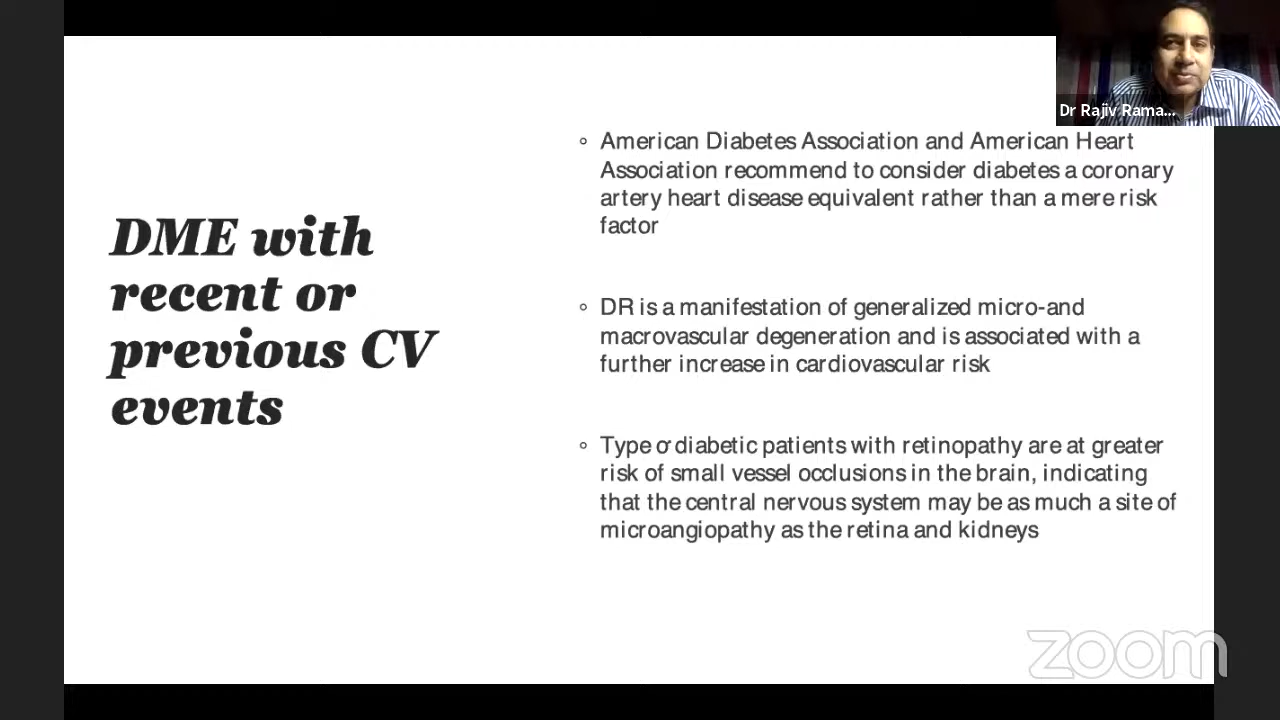 Dr Rajiv Rama...
DME with
recent or
previous CV
events
◦ American Diabetes Association and American Heart
Association recommend to consider diabetes a coronary
artery heart disease equivalent rather than a mere risk
factor
◦ DR is a manifestation of generalized micro-and
macrovascular degeneration and is associated with a
further increase in cardiovascular risk
◦ Type diabetic patients with retinopathy are at greater
risk of small vessel occlusions in the brain, indicating
that the central nervous system may be as much a site of
microangiopathy as the retina and kidneys
zoom